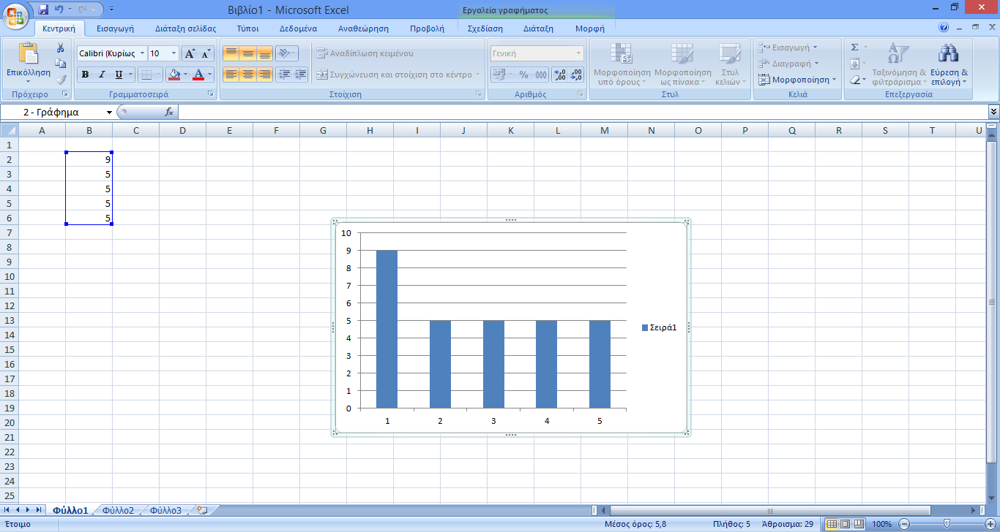 Βιβλίο1 - Microsoft Excel
Εργαλεία γραφήματος
Κεντρική Εισαγωγή Διάταξη σελίδας Τύποι Δεδομένα Αναθεώρηση Προβολή Σχεδίαση Διάταξη Μορφή
Επικόλληση
Πρόχειρο
Calibri (Κυρίως 10
B I U
Γραμματοσειρά
Αναδίπλωση κειμένου
Συγχώνευση και στοίχιση στο κέντρο
Στοίχιση
Γενική
% 000
Αριθμός
Μορφοποίηση
υπό όρους
Μορφοποίηση
ως πίνακα
Στυλ
κελιών
Στυλ
Εισαγωγή
Διαγραφή
Μορφοποίηση
Κελιά
Ταξινόμηση &
φιλτράρισμα
Εύρεση &
επιλογή
Επεξεργασία
2 - Γράφημα fx
A B C D E F G H I J K L M N O P Q R S T U
1
2 9
3 5
4 5
5 5
6 5
7
8
9
10
11
12
13
14
15
16
17
18
19
20
21
22
23
24
25
10
9
8
7
6
5
4
3
2
1
0
1 2 3 4 5
Σειρά1
Φύλλο1 Φύλλο2 Φύλλο3
Έτοιμο Μέσος όρος: 5,8 Πλήθος: 5 Άθροισμα: 29 100%